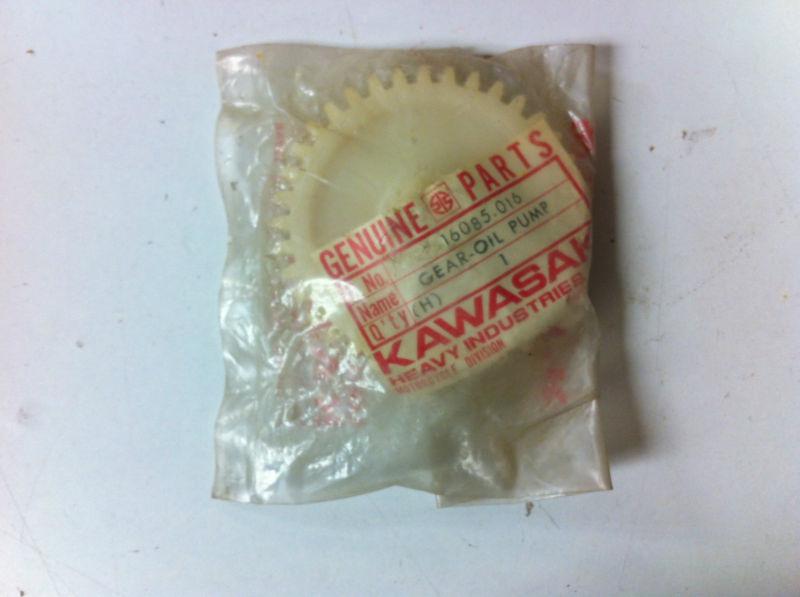 GENUINE PARTS
No. 16085.016
Name GEAR-OIL PUMP
Q'ty (H) 1
KAWASAKI
HEAVY INDUSTRIES
MOTORCYCLE DIVISION